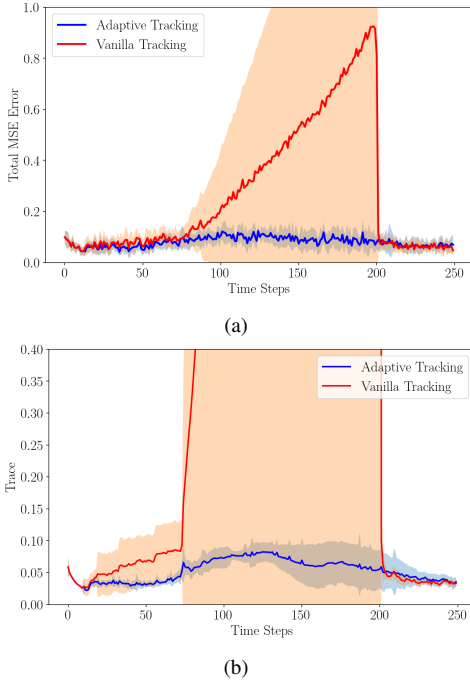 1.0
0.8
0.6
0.4
0.2
0.0
Total MSE Error
Adaptive Tracking
Vanilla Tracking
0 50 100 150 200 250
Time Steps
(a)
0.40
0.35
0.30
0.25
0.20
0.15
0.10
0.05
0.00
Trace
Adaptive Tracking
Vanilla Tracking
0 50 100 150 200 250
Time Steps
(b)